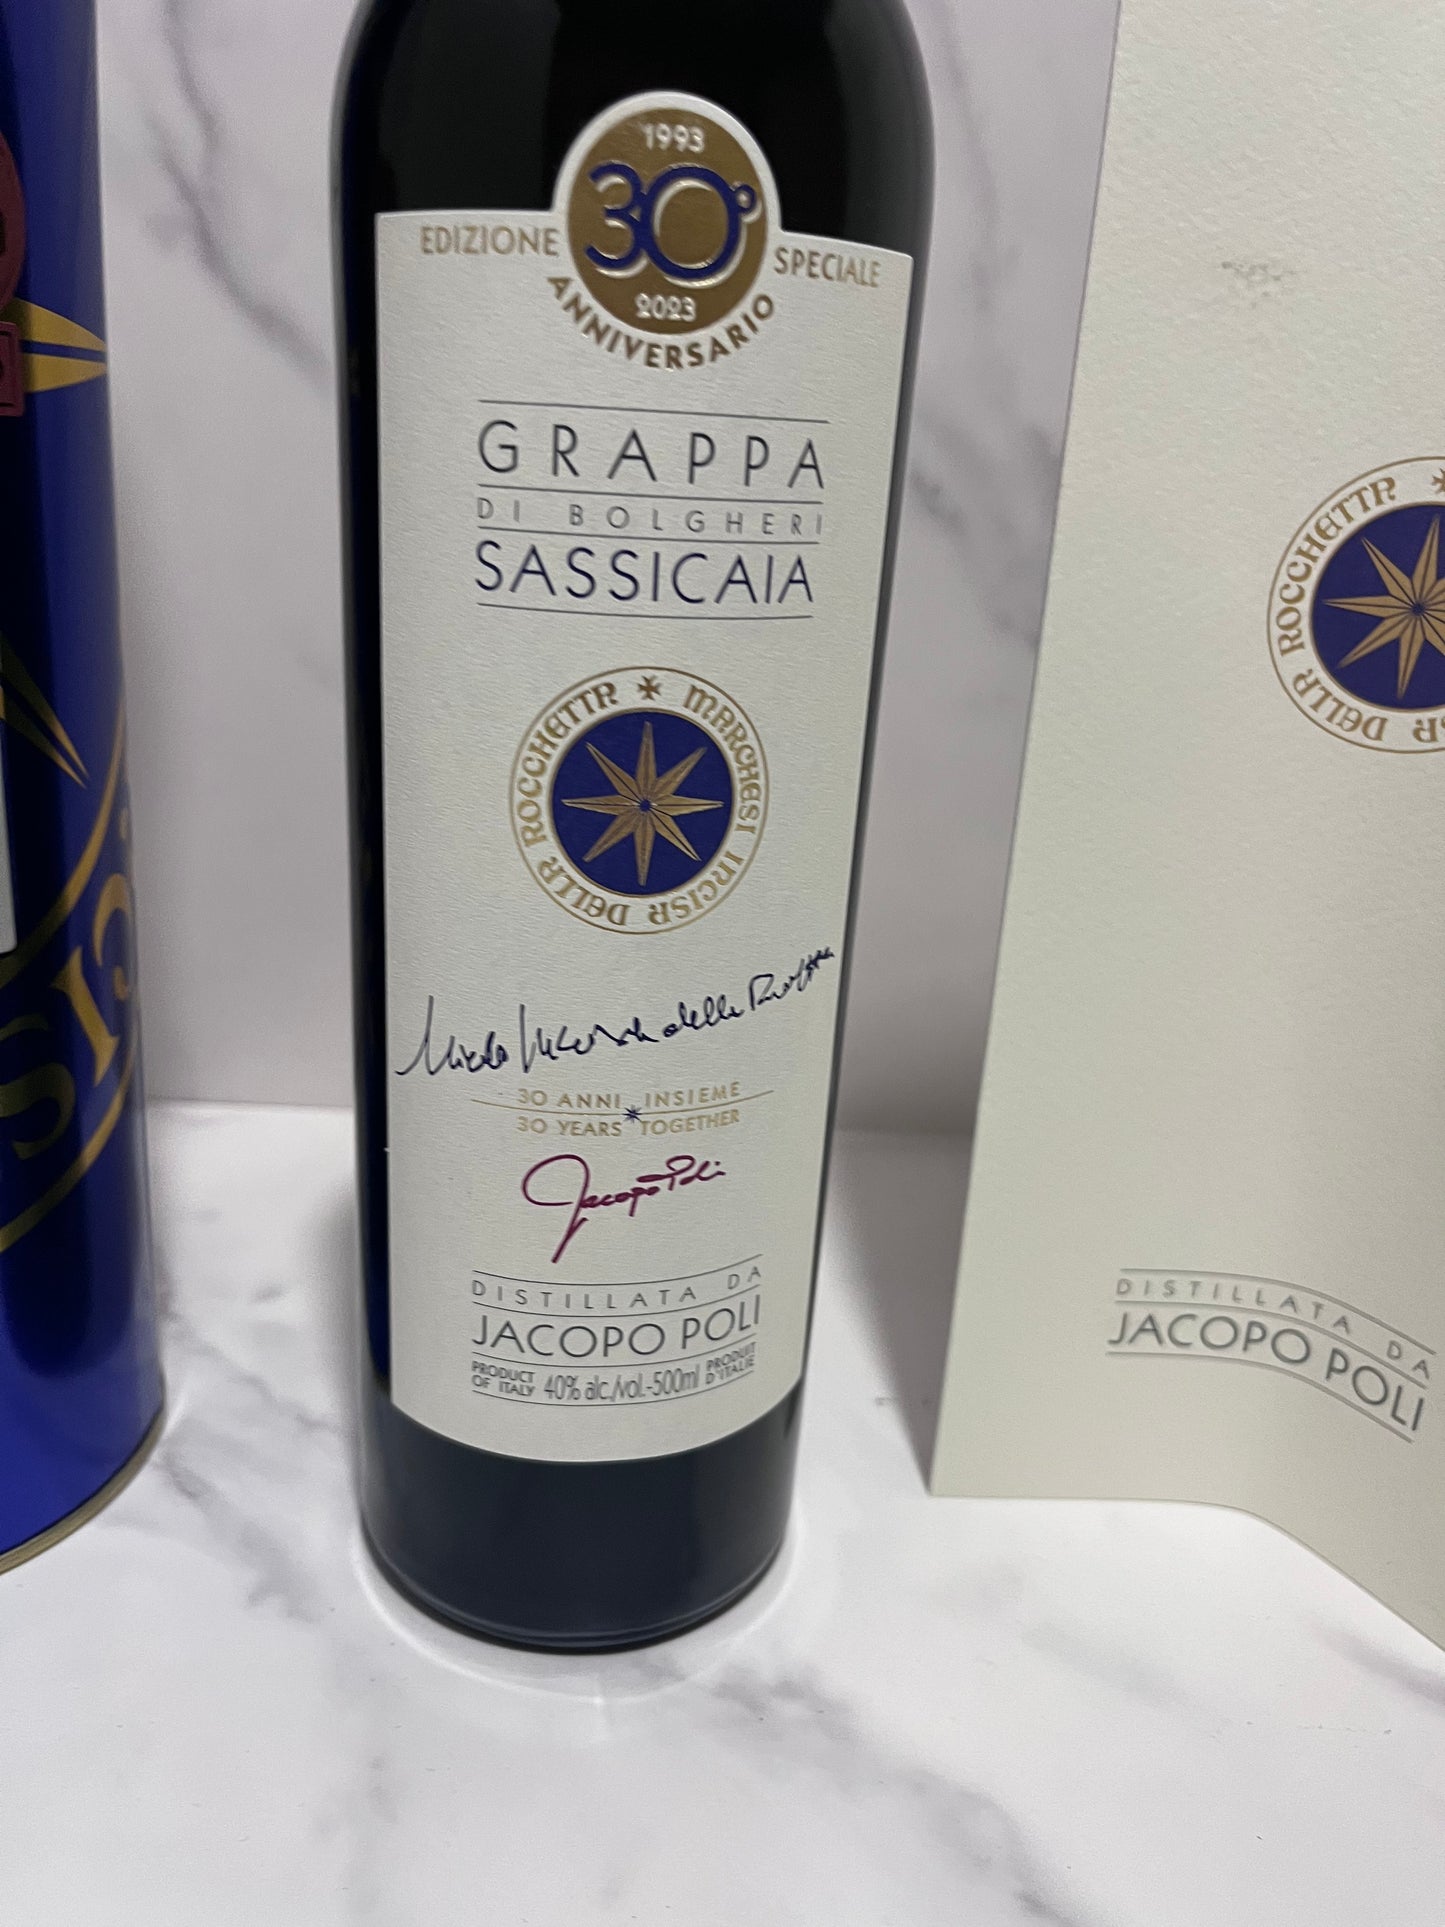 1993
30°
2023
EDIZIONE SPECIALE
ANNIVERSARIO
GRAPPA
DI BOLGHERI
SASSICAIA
MARCHESI INCISA DELLA ROCCHETTA
30 ANNI INSIEME
30 YEARS TOGETHER
Jacopo Poli
DISTILLATA DA
JACOPO POLI
PRODUCT OF ITALY 40% alc./vol.-500ml PRODUIT D'ITALIE
DELLA ROCCHETTA
DISTILLATA DA
JACOPO POLI